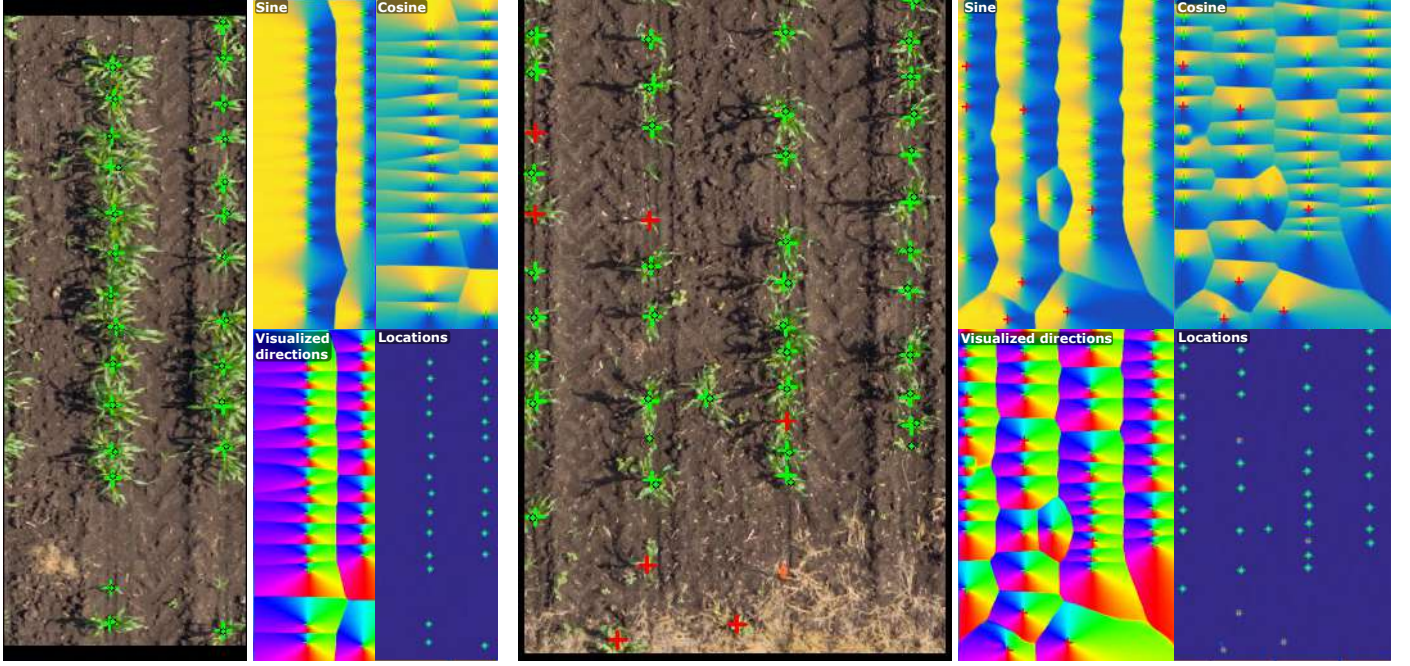 Sine
Cosine
Visualized
directions
Locations
Sine
Cosine
Visualized directions
Locations